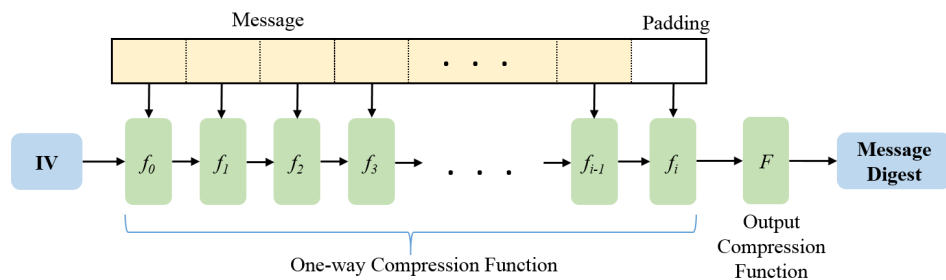 Message
Padding
. . .
IV
f0
f1
f2
f3
. . .
fi-1
fi
F
Message
Digest
One-way Compression Function
Output
Compression
Function